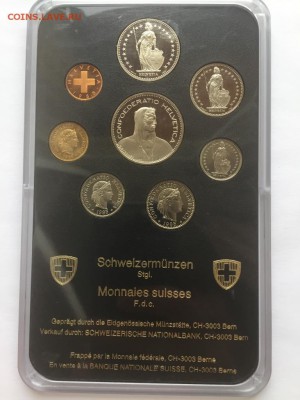 COINS.LAVE.RU
HELVETIA
CONFOEDERATIO HELVETICA
Schweizermünzen
Stgl.
Monnaies suisses
F.d.c.
Geprägt durch die Eidgenössische Münzstätte, CH-3003 Bern
Verkauf durch: SCHWEIZERISCHE NATIONALBANK, CH-3003 Bern
Frappé par la Monnaie fédérale, CH-3003 Berne
En vente à la BANQUE NATIONALE SUISSE, CH-3003 Berne